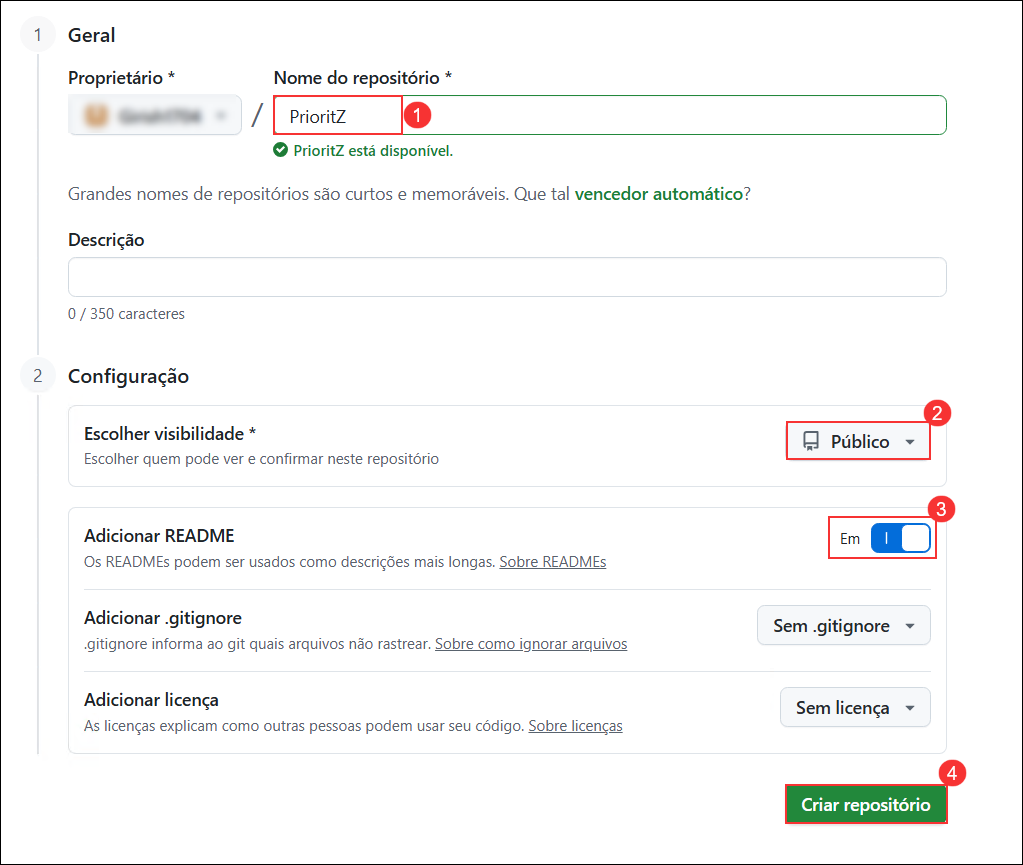 1 Geral
Proprietário * Nome do repositório *
/ PrioritZ 1
PrioritZ está disponível.
Grandes nomes de repositórios são curtos e memoráveis. Que tal vencedor automático?
Descrição
0 / 350 caracteres
2 Configuração
2
Escolher visibilidade * Público
Escolher quem pode ver e confirmar neste repositório
3
Adicionar README Em
Os READMEs podem ser usados como descrições mais longas. Sobre READMEs
Adicionar .gitignore Sem .gitignore
.gitignore informa ao git quais arquivos não rastrear. Sobre como ignorar arquivos
Adicionar licença Sem licença
As licenças explicam como outras pessoas podem usar seu código. Sobre licenças
4
Criar repositório